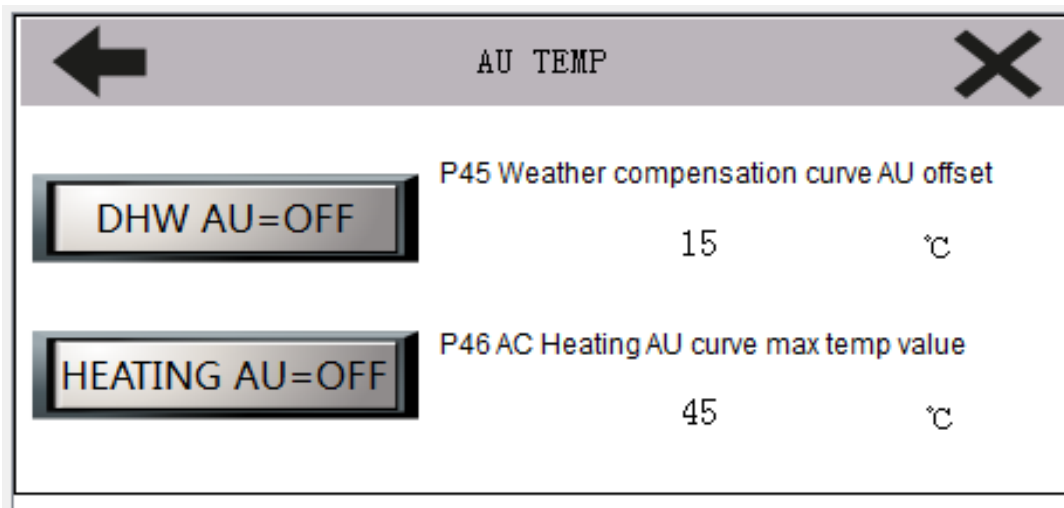 AU TEMP
DHW AU=OFF
P45 Weather compensation curve AU offset
15 ℃
HEATING AU=OFF
P46 AC Heating AU curve max temp value
45 ℃